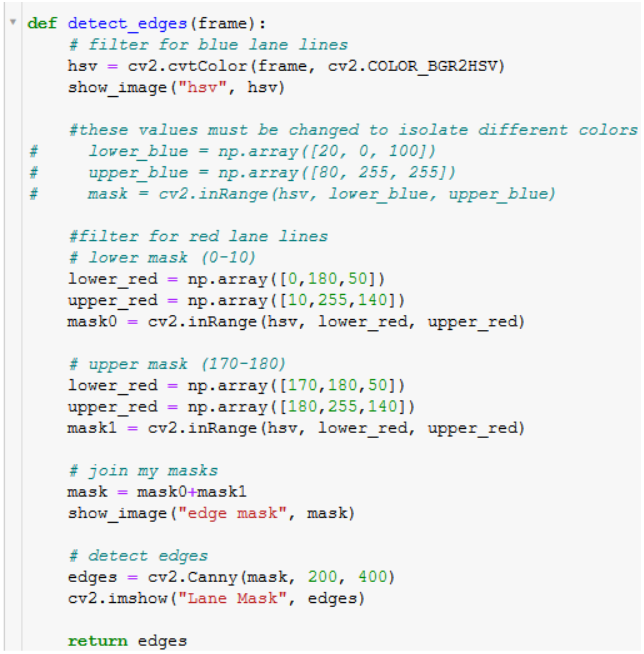 def detect_edges(frame):
    # filter for blue lane lines
    hsv = cv2.cvtColor(frame, cv2.COLOR_BGR2HSV)
    show_image("hsv", hsv)

    #these values must be changed to isolate different colors
#     lower_blue = np.array([20, 0, 100])
#     upper_blue = np.array([80, 255, 255])
#     mask = cv2.inRange(hsv, lower_blue, upper_blue)

    #filter for red lane lines
    # lower mask (0-10)
    lower_red = np.array([0,180,50])
    upper_red = np.array([10,255,140])
    mask0 = cv2.inRange(hsv, lower_red, upper_red)

    # upper mask (170-180)
    lower_red = np.array([170,180,50])
    upper_red = np.array([180,255,140])
    mask1 = cv2.inRange(hsv, lower_red, upper_red)

    # join my masks
    mask = mask0+mask1
    show_image("edge mask", mask)

    # detect edges
    edges = cv2.Canny(mask, 200, 400)
    cv2.imshow("Lane Mask", edges)

    return edges